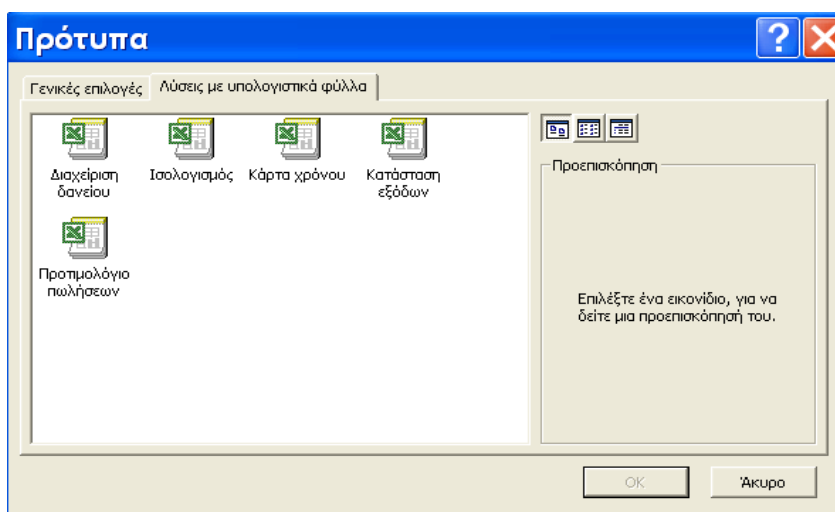 Πρότυπα
Γενικές επιλογές Λύσεις με υπολογιστικά φύλλα
Διαχείριση
δανείου
Ισολογισμός
Κάρτα χρόνου
Κατάσταση
εξόδων
Προτιμολόγιο
πωλήσεων
Προεπισκόπηση
Επιλέξτε ένα εικονίδιο, για να
δείτε μια προεπισκόπησή του.
OK
Άκυρο